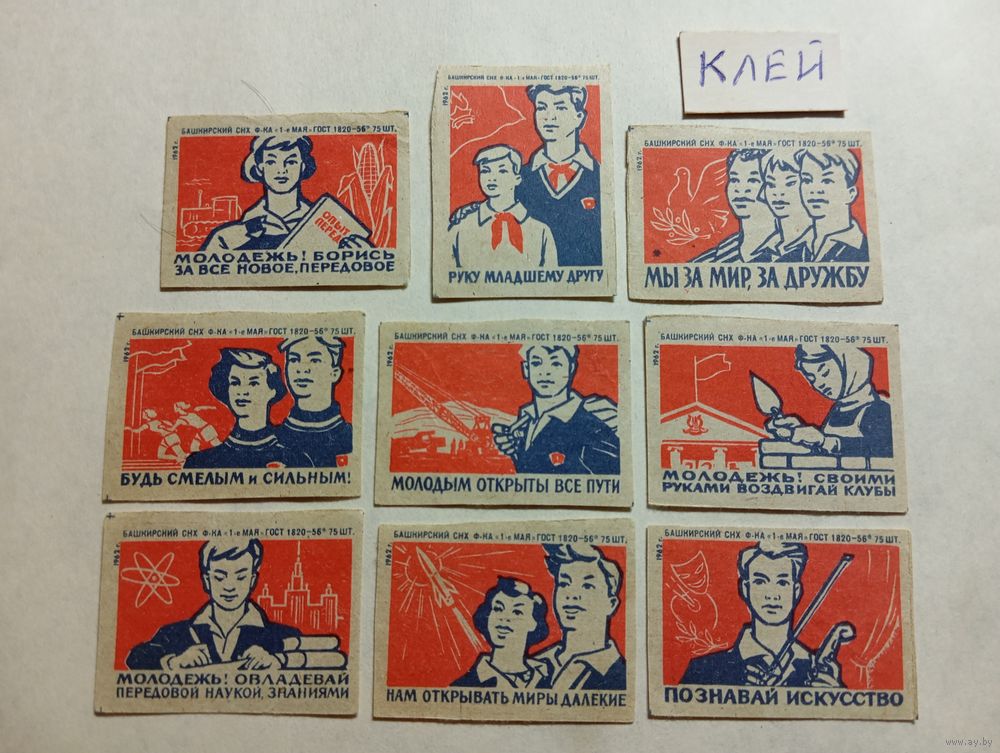 КЛЕЙ
БАШКИРСКИЙ СНХ Ф-КА «1-е МАЯ» ГОСТ 1820-56° 75 ШТ.
1962 г.
ОПЫТ
ПЕРЕД
МОЛОДЕЖЬ! БОРИСЬ
ЗА ВСЕ НОВОЕ, ПЕРЕДОВОЕ
БАШКИРСКИЙ СНХ Ф-КА «1-е МАЯ» ГОСТ 1820-56° 75 ШТ.
1962 г.
РУКУ МЛАДШЕМУ ДРУГУ
БАШКИРСКИЙ СНХ Ф-КА «1-е МАЯ» ГОСТ 1820-56° 75 ШТ.
1962 г.
МЫ ЗА МИР, ЗА ДРУЖБУ
БАШКИРСКИЙ СНХ Ф-КА «1-е МАЯ» ГОСТ 1820-56° 75 ШТ.
1962 г.
БУДЬ СМЕЛЫМ и СИЛЬНЫМ!
БАШКИРСКИЙ СНХ Ф-КА «1-е МАЯ» ГОСТ 1820-56° 75 ШТ.
1962 г.
МОЛОДЫМ ОТКРЫТЫ ВСЕ ПУТИ
БАШКИРСКИЙ СНХ Ф-КА «1-е МАЯ» ГОСТ 1820-56° 75 ШТ.
1962 г.
МОЛОДЕЖЬ! СВОИМИ
РУКАМИ ВОЗДВИГАЙ КЛУБЫ
БАШКИРСКИЙ СНХ Ф-КА «1-е МАЯ» ГОСТ 1820-56° 75 ШТ.
1962 г.
МОЛОДЕЖЬ! ОВЛАДЕВАЙ
ПЕРЕДОВОЙ НАУКОЙ, ЗНАНИЯМИ
БАШКИРСКИЙ СНХ Ф-КА «1-е МАЯ» ГОСТ 1820-56° 75 ШТ.
1962 г.
НАМ ОТКРЫВАТЬ МИРЫ ДАЛЕКИЕ
БАШКИРСКИЙ СНХ Ф-КА «1-е МАЯ» ГОСТ 1820-56° 75 ШТ.
1962 г.
ПОЗНАВАЙ ИСКУССТВО
www.ay.by